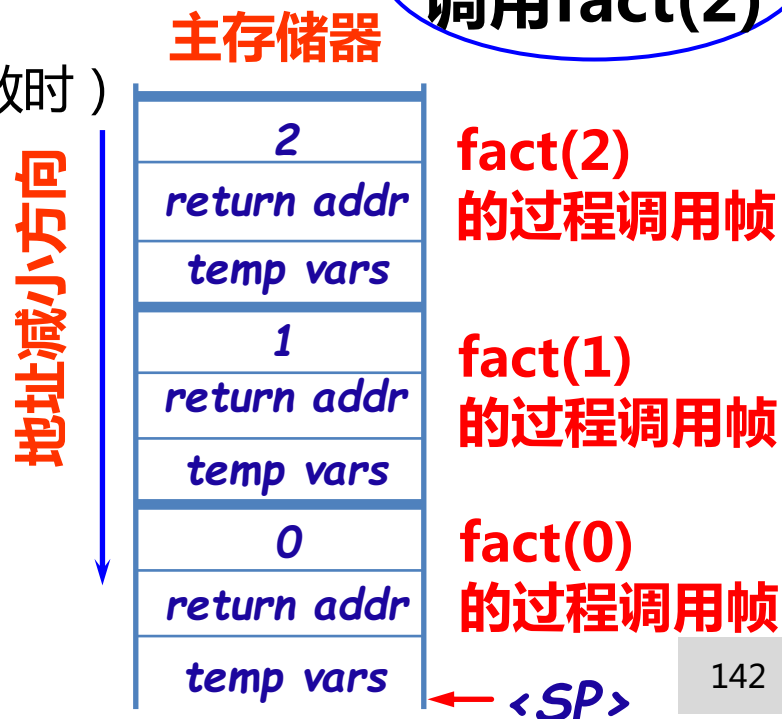 调用fact(2)
主存储器
时）
地址减小方向
2
return addr
temp vars
fact(2)
的过程调用帧
1
return addr
temp vars
fact(1)
的过程调用帧
0
return addr
temp vars
fact(0)
的过程调用帧
<SP>
142